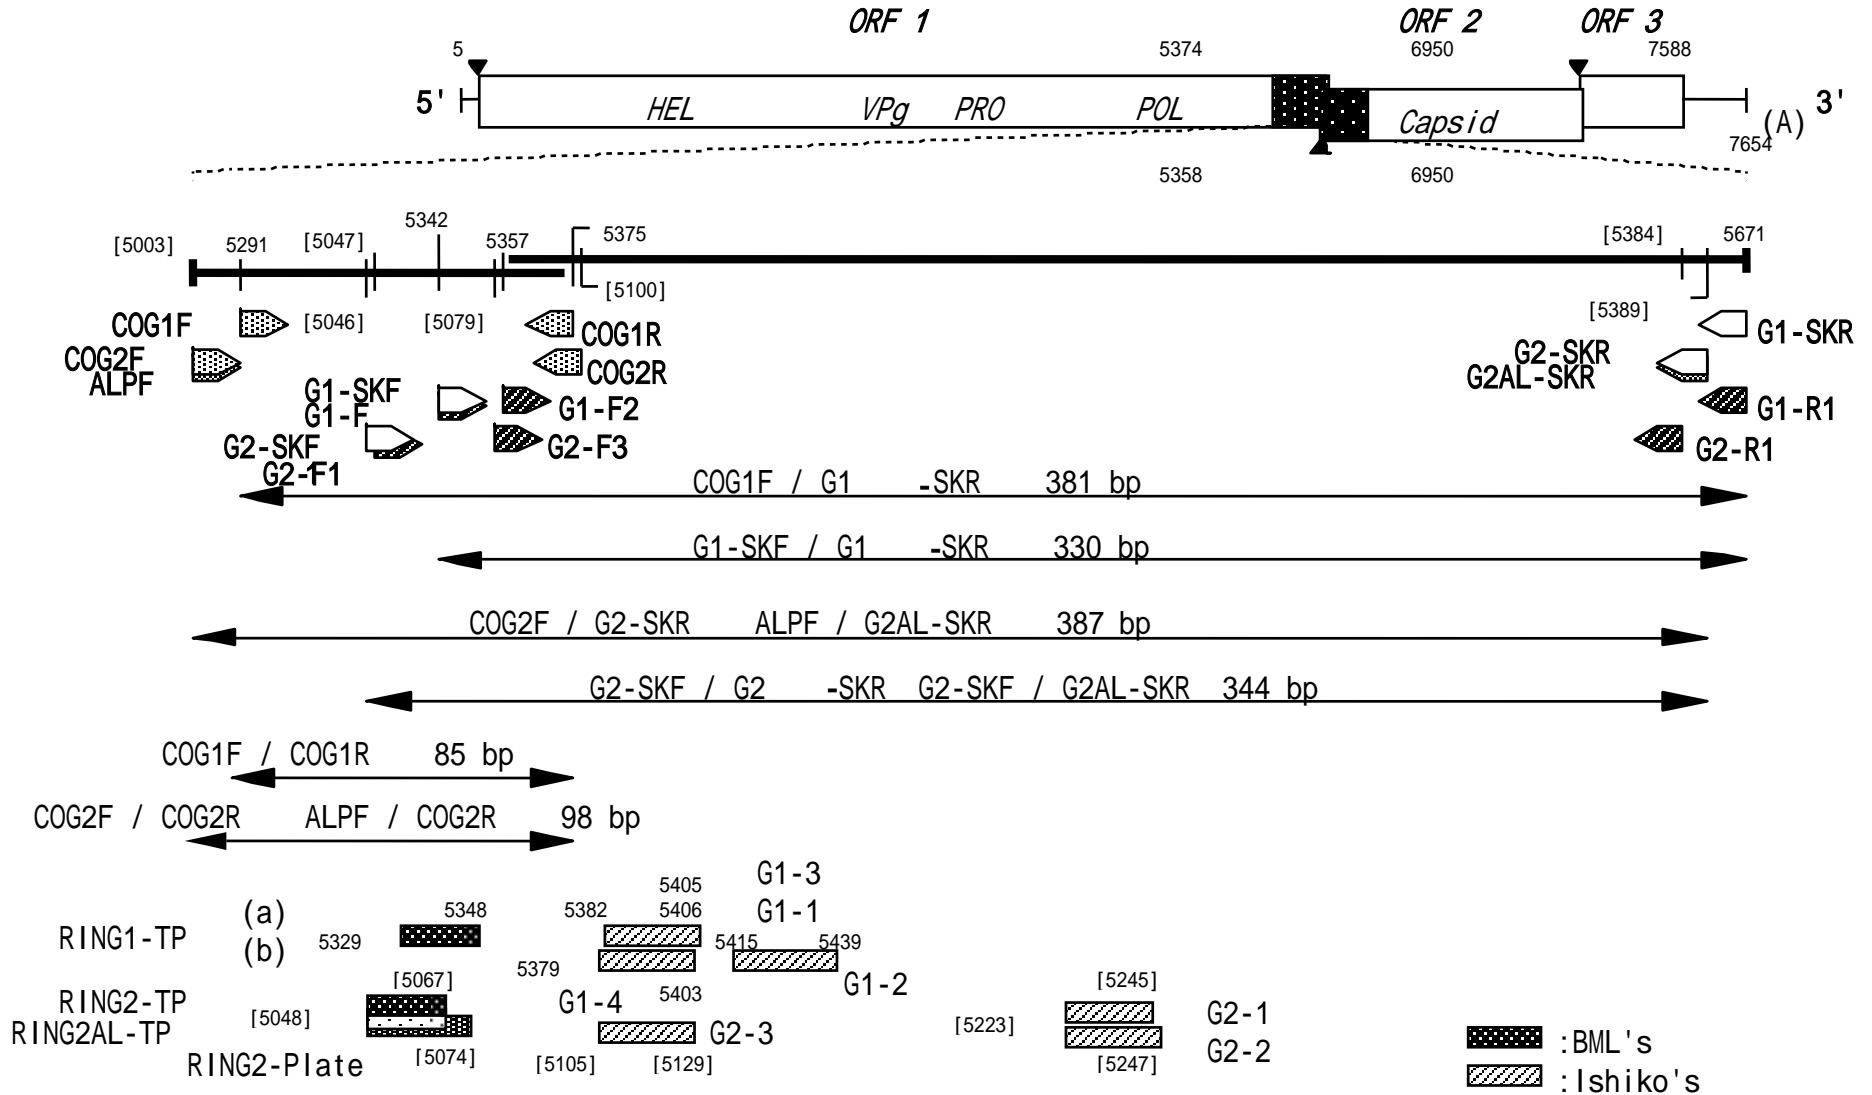 ORF 1 ORF 2 ORF 3
5 5374 6950 7588
5' HEL VPg PRO POL Capsid (A) 3'
7654
5358 6950
[5003] 5291 [5047] 5342 5357 5375 [5384] 5671
[5046] [5079] [5100] [5389]
COG1F COG1R G1-SKR
COG2F G2-SKR
ALPF COG2R G2AL-SKR
G1-SKF
G1-F G1-F2 G1-R1
G2-SKF G2-F3 G2-R1
G2-F1
COG1F / G1 -SKR 381 bp
G1-SKF / G1 -SKR 330 bp
COG2F / G2-SKR ALPF / G2AL-SKR 387 bp
G2-SKF / G2 -SKR G2-SKF / G2AL-SKR 344 bp
COG1F / COG1R 85 bp
COG2F / COG2R ALPF / COG2R 98 bp
G1-3
5405
(a) 5348 5382 5406 G1-1
RING1-TP
(b) 5329 5415 5439
5379 G1-2
[5067] [5245]
RING2-TP G1-4 5403
[5048] G2-1
RING2AL-TP G2-3 [5223]
G2-2
RING2-Plate [5074] [5105] [5129] [5247]
:BML's
:Ishiko's